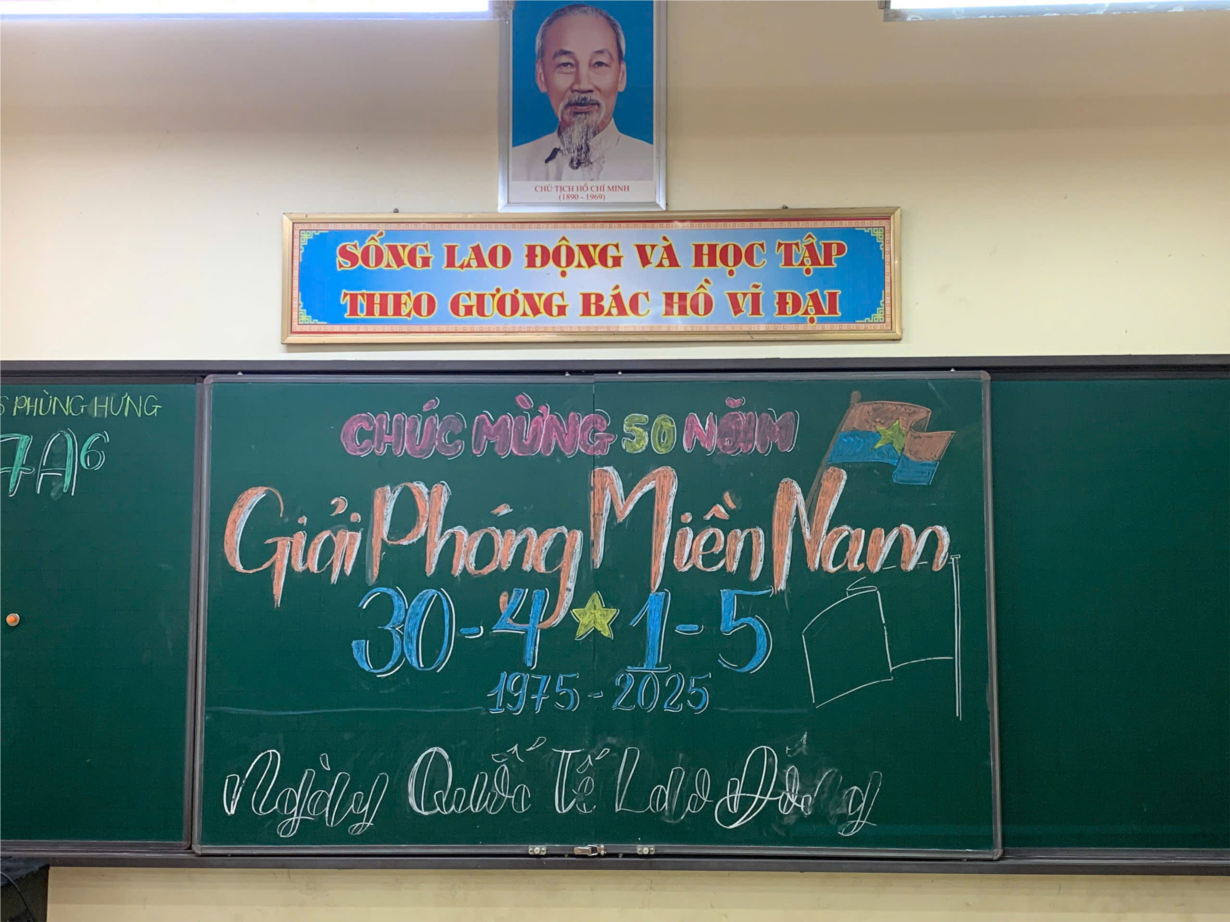 CHỦ TỊCH HỒ CHÍ MINH
(1890 - 1969)
SỐNG LAO ĐỘNG VÀ HỌC TẬP
THEO GƯƠNG BÁC HỒ VĨ ĐẠI
PHÙNG HƯNG
7A6
CHÚC MỪNG 50 NĂM
Giải Phóng Miền Nam
30-4 ★ 1-5
1975-2025
Ngày Quốc Tế Lao Động